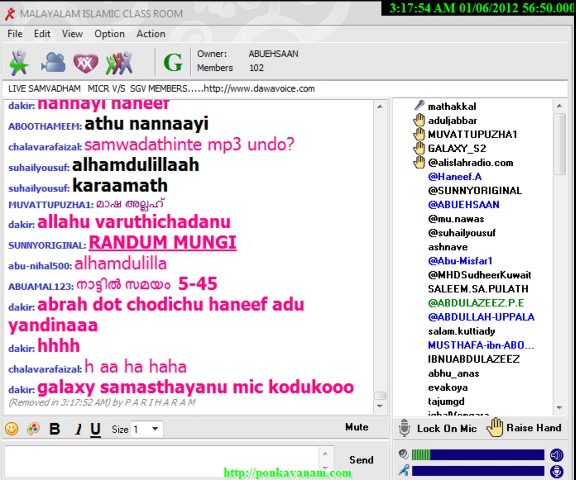 MALAYALAM ISLAMIC CLASS ROOM
3:17:54 AM 01/06/2012 56:50.000
File Edit View Option Action
G Owner: ABUEHSAAN
Members 102
LIVE SAMVADHAM MICR V/S SGV MEMBERS.....http://www.dawavoice.com
dakir: nannayi haneef
ABOOTHAMEEM: athu nannaayi
chalavarafaizal: samwadathinte mp3 undo?
suhailyousuf: alhamdulillaah
suhailyousuf: karaamath
MUVATTUPUZHA1: മാഷ അല്ലഹ്
dakir: allahu varuthichadanu
SUNNYORIGINAL: RANDUM MUNGI
abu-nihal500: alhamdulilla
ABUAMAL123: നാട്ടില്‍ സമയം 5-45
dakir: abrah dot chodichu haneef adu
yandinaaa
dakir: hhhh
chalavarafaizal: h aa ha haha
dakir: galaxy samasthayanu mic kodukooo
(Removed in 3:17:52 AM) by P A R I H A R A M
mathakkal
aduljabbar
MUVATTUPUZHA1
GALAXY_S2
@alislahradio.com
@Haneef.A
@SUNNYORIGINAL
@ABUEHSAAN
@mu.nawas
@suhailyousuf
ashnave
@Abu-Misfar1
@MHDSudheerKuwait
SALEEM.SA.PULATH
@ABDULAZEEZ.P.E
@ABDULLAH-UPPALA
salam.kuttiady
MUSTHAFA-ibn-ABO...
IBNUABDULAZEEZ
abhu_anas
evakoya
tajumgd
B I U Size 1 Mute
Lock On Mic Raise Hand
Send
http://ponkavanam.com